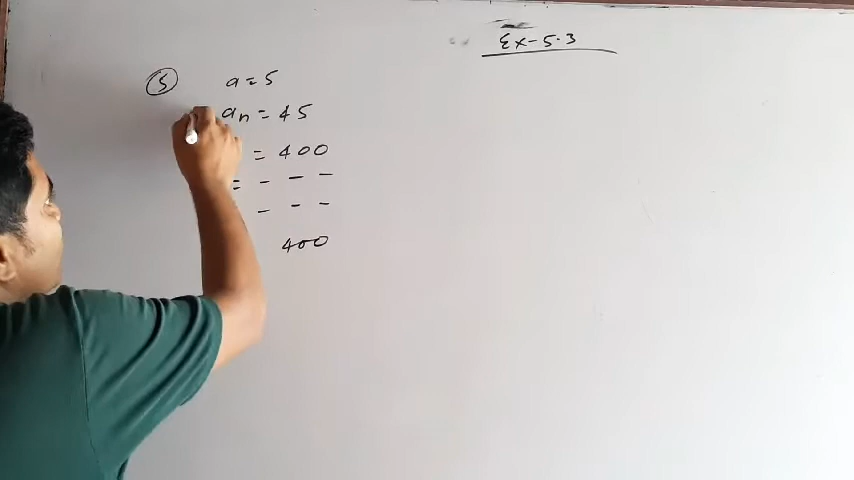 Ex-5.3
5 a = 5
an = 45
= 400
= - - -
- - -
400